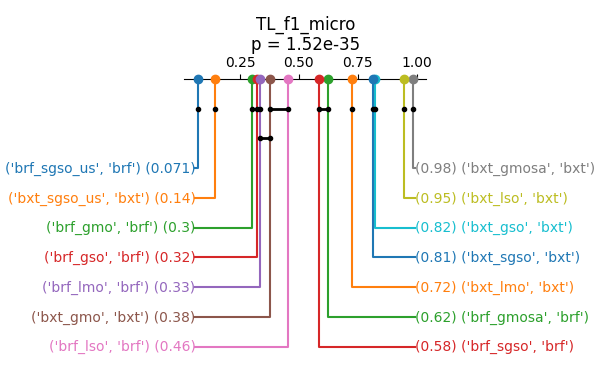 TL_f1_micro
p = 1.52e-35
0.25 0.50 0.75 1.00
('brf_sgso_us', 'brf') (0.071) (0.98) ('bxt_gmosa', 'bxt')
('bxt_sgso_us', 'bxt') (0.14) (0.95) ('bxt_lso', 'bxt')
('brf_gmo', 'brf') (0.3) (0.82) ('bxt_gso', 'bxt')
('brf_gso', 'brf') (0.32) (0.81) ('bxt_sgso', 'bxt')
('brf_lmo', 'brf') (0.33) (0.72) ('bxt_lmo', 'bxt')
('bxt_gmo', 'bxt') (0.38) (0.62) ('brf_gmosa', 'brf')
('brf_lso', 'brf') (0.46) (0.58) ('brf_sgso', 'brf')